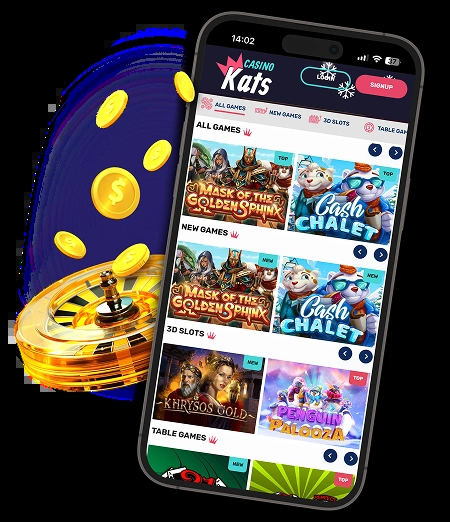 14:02
37
CASINO
Kats
LOGIN
SIGNUP
ALL GAMES
NEW GAMES
3D SLOTS
TABLE GAM
ALL GAMES
TOP
MASK OF THE
GOLDEN SPHINX
TOP
Cash
CHALET
NEW GAMES
NEW
MASK OF THE
GOLDEN SPHINX
NEW
Cash
CHALET
3D SLOTS
NEW
KHRYSOS GOLD
TOP
PENGUIN
PALOOZA
TABLE GAMES
NEW
TOP
$